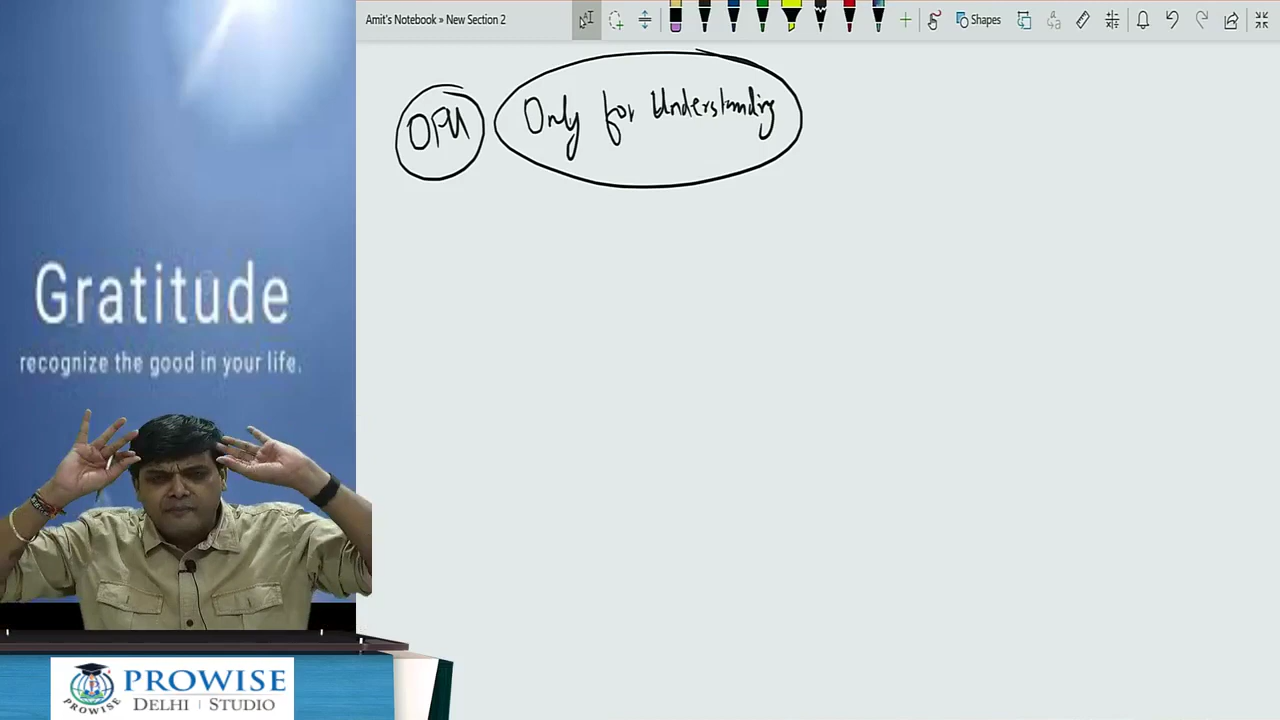 Amit's Notebook » New Section 2
Shapes
OFU Only for Understanding
Gratitude
recognize the good in your life.
PROWISE
PROWISE
DELHI | STUDIO